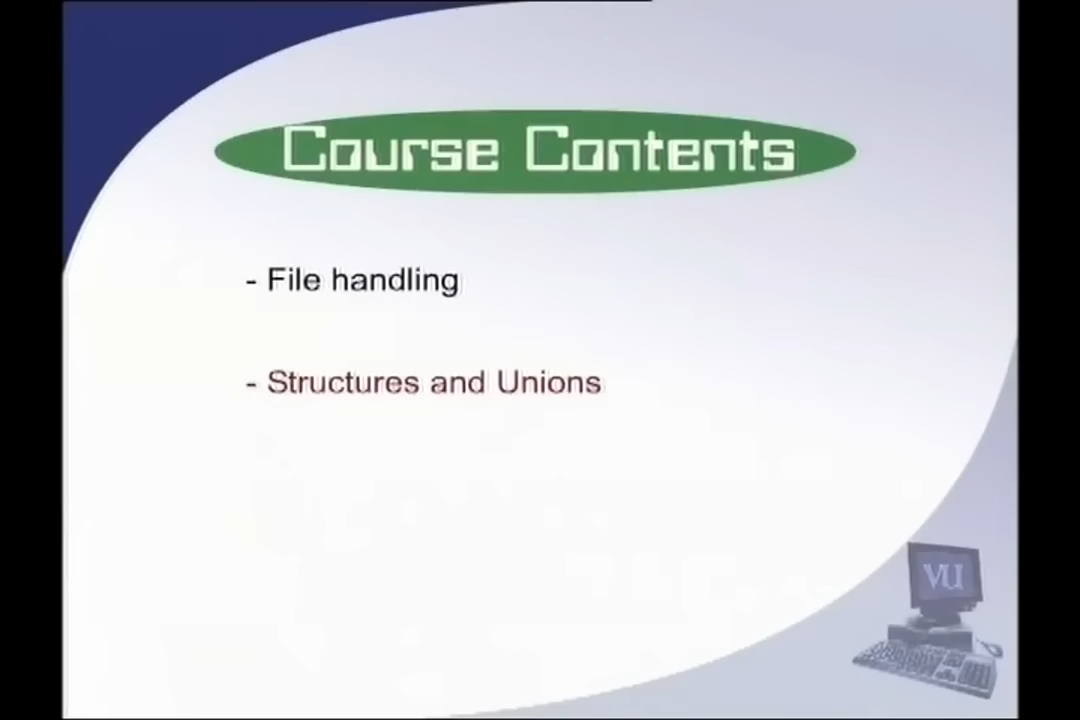 Course Contents
- File handling
- Structures and Unions
VU